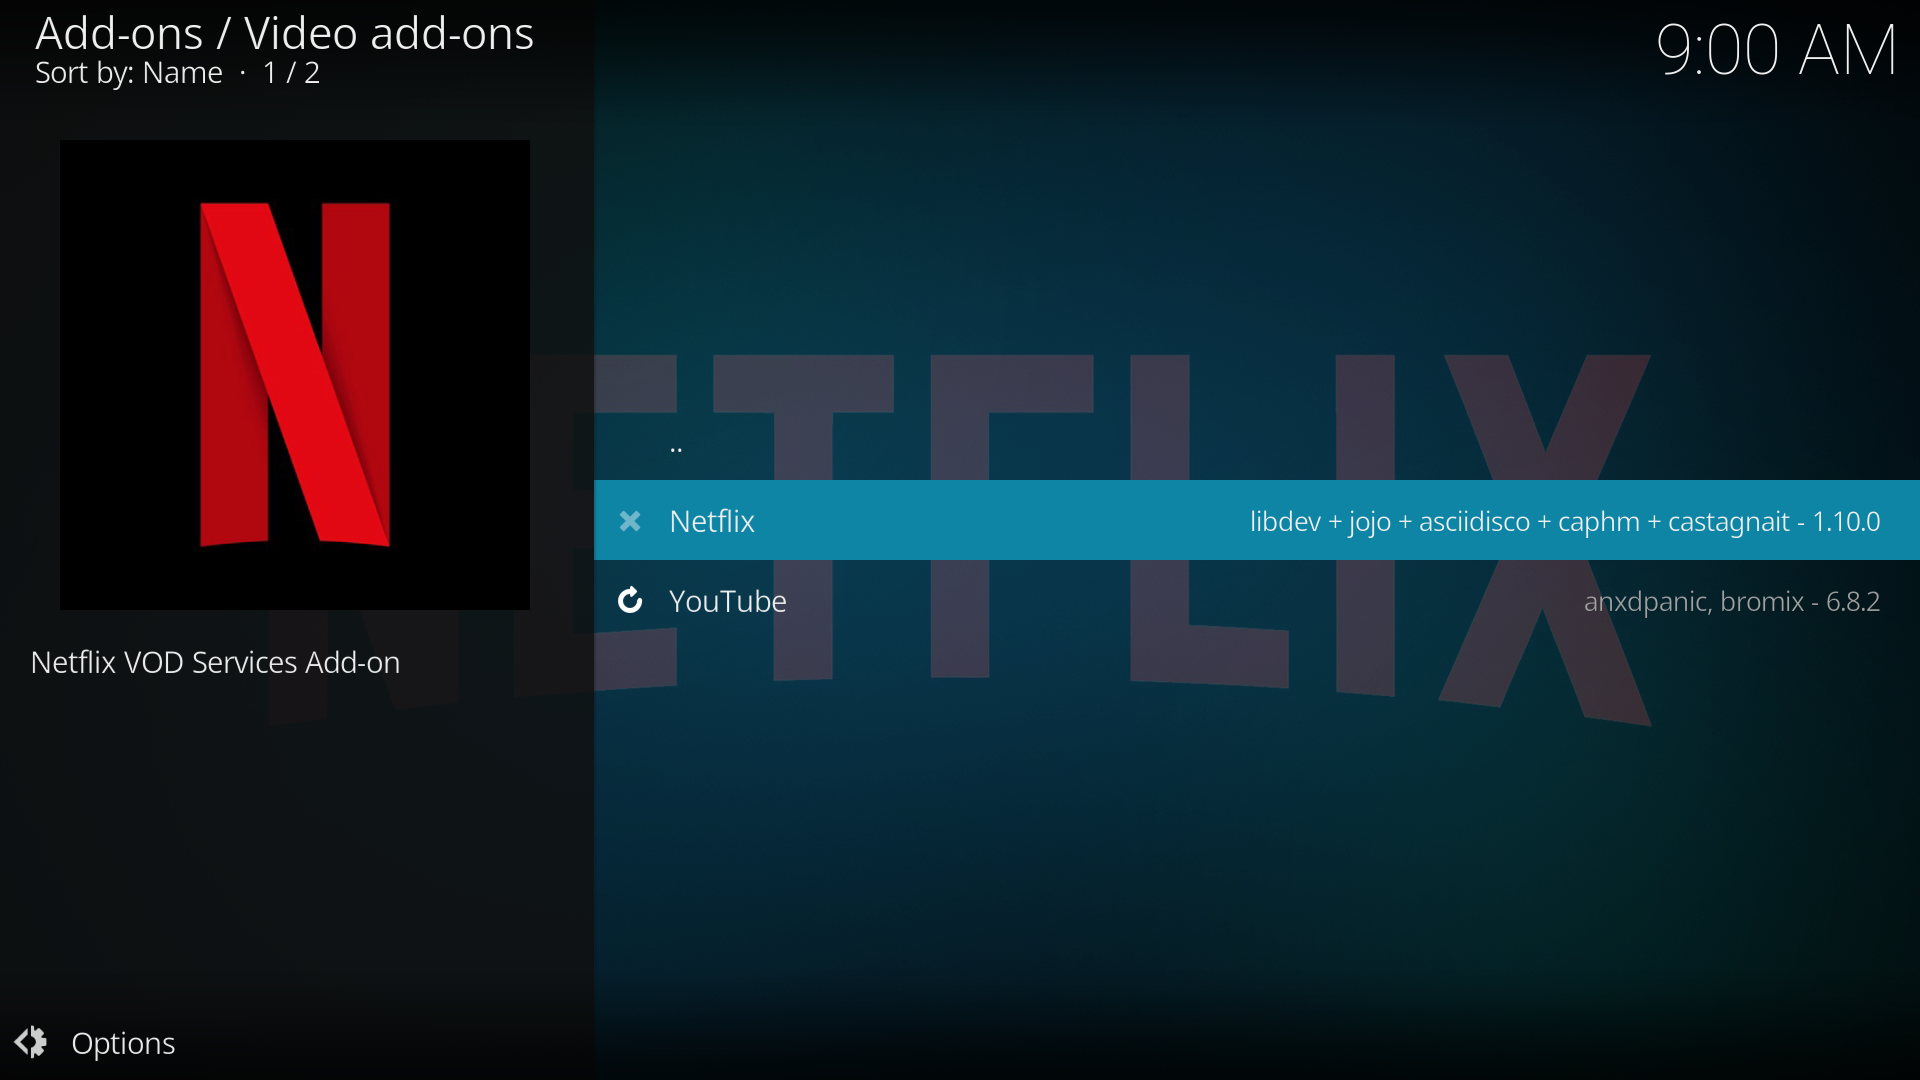 Add-ons / Video add-ons
Sort by: Name · 1 / 2
9:00 AM
NETFLIX
..
Netflix libdev + jojo + asciidisco + caphm + castagnait - 1.10.0
YouTube anxdpanic, bromix - 6.8.2
N
Netflix VOD Services Add-on
Options